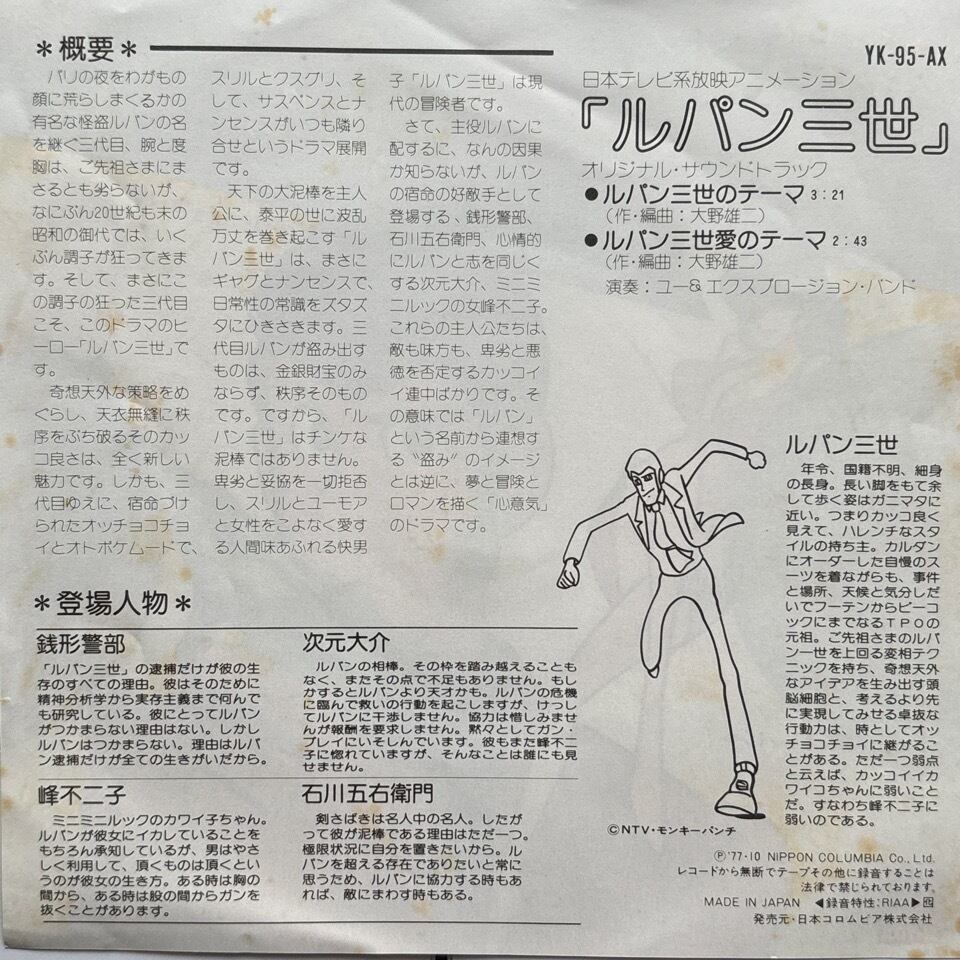 ＊概要＊
　パリの夜をわがもの
顔に荒らしまくるかの
有名な怪盗ルパンの名
を継ぐ三代目、腕と度
胸は、ご先祖さまにま
さるとも劣らないが、
なにぶん20世紀も末の
昭和の御代では、いく
ぶん調子が狂ってきま
す。そして、まさにこ
の調子の狂った三代目
こそ、このドラマのヒ
ーロー「ルパン三世」で
す。
　奇想天外な策略をめ
ぐらし、天衣無縫に秩
序をぶち破るそのカッ
コ良さは、全く新しい
魅力です。しかも、三
代目ゆえに、宿命づけ
られたオッチョコチョ
イとオトボケムードで、
スリルとクスグリ、そ
して、サスペンスとナ
ンセンスがいつも隣り
合せというドラマ展開
です。
　天下の大泥棒を主人
公に、泰平の世に波乱
万丈を巻き起こす「ル
パン三世」は、まさに
ギャグとナンセンスで、
日常性の常識をズタズ
タにひきさきます。三
代目ルパンが盗み出す
ものは、金銀財宝のみ
ならず、秩序そのもの
です。ですから、「ル
パン三世」はチンケな
泥棒ではありません。
卑劣と妥協を一切拒否
し、スリルとユーモア
と女性をこよなく愛す
る人間味あふれる快男
子「ルパン三世」は現
代の冒険者です。
　さて、主役ルパンに
配するに、なんの因果
か知らないが、ルパン
の宿命の好敵手として
登場する、銭形警部、
石川五右衛門、心情的
にルパンと志を同じく
する次元大介、ミニミ
ニルックの女峰不二子。
これらの主人公たちは、
敵も味方も、卑劣と悪
徳を否定するカッコイ
イ連中ばかりです。そ
の意味では「ルパン」
という名前から連想す
る〝盗み〟のイメージ
とは逆に、夢と冒険と
ロマンを描く「心意気」
のドラマです。
YK-95-AX
日本テレビ系放映アニメーション
「ルパン三世」
オリジナル・サウンドトラック
●ルパン三世のテーマ 3：21
（作・編曲：大野雄二）
●ルパン三世愛のテーマ 2：43
（作・編曲：大野雄二）
演奏：ユー＆エクスプロージョン・バンド
ルパン三世
　年令、国籍不明、細身
の長身。長い脚をもて余
して歩く姿はガニマタに
近い。つまりカッコ良く
見えて、ハレンチなスタ
イルの持ち主。カルダン
にオーダーした自慢のス
ーツを着ながらも、事件
と場所、天候と気分しだ
いでフーテンからピーコ
ックにまでなるＴＰＯの
元祖。ご先祖さまのルパ
ン一世を上回る変相テク
ニックを持ち、奇想天外
なアイデアを生み出す頭
脳細胞と、考えるより先
に実現してみせる卓抜な
行動力は、時としてオッ
チョコチョイに継がるこ
とがある。ただ一つ弱点
と云えば、カッコイイカ
ワイコちゃんに弱いこと
だ。すなわち峰不二子に
弱いのである。
＊登場人物＊
銭形警部
　「ルパン三世」の逮捕だけが彼の生
存のすべての理由。彼はそのために
精神分析学から実存主義まで何んで
も研究している。彼にとってルパン
がつかまらない理由はない。しかし
ルパンはつかまらない。理由はルパ
ン逮捕だけが全ての生きがいだから。
次元大介
　ルパンの相棒。その枠を踏み越えることも
なく、またその点で不足もありません。もし
かするとルパンより天才かも。ルパンの危機
に臨んで救いの行動を起こしますが、けっし
てルパンに干渉しません。協力は惜しみませ
んが報酬を要求しません。黙々としてガン・
プレイにいそしんでいます。彼もまた峰不二
子に惚れていますが、そんなことは誰にも見
せません。
峰不二子
　ミニミニルックのカワイ子ちゃん。
ルパンが彼女にイカレていることを
もちろん承知しているが、男はやさ
しく利用して、頂くものは頂くとい
うのが彼女の生き方。ある時は胸の
間から、ある時は股の間からガンを
抜くことがあります。
石川五右衛門
　剣さばきは名人中の名人。したが
って彼が泥棒である理由はただ一つ。
極限状況に自分を置きたいから。ル
パンを超える存在でありたいと常に
思うため、ルパンに協力する時もあ
れば、敵にまわす時もある。
©NTV・モンキーパンチ
Ⓟ'77・10 NIPPON COLUMBIA Co., Ltd.
レコードから無断でテープその他に録音することは
法律で禁じられております。
MADE IN JAPAN ◀録音特性：RIAA▶
発売元・日本コロムビア株式会社